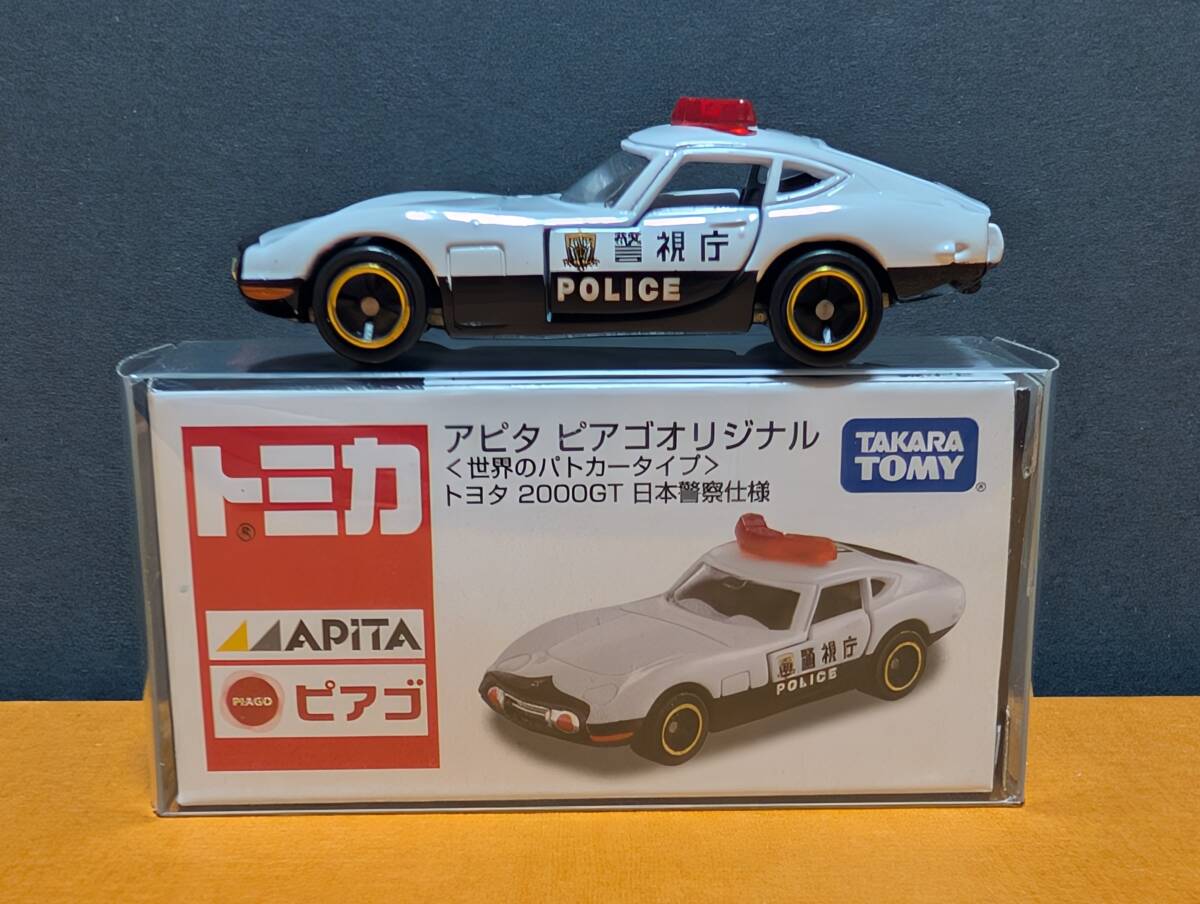 警視庁
POLICE
トミカ®
アピタ ピアゴオリジナル
<世界のパトカータイプ>
トヨタ 2000GT 日本警察仕様
TAKARA
TOMY®
APiTA
PIAGO
ピアゴ
警視庁
POLICE